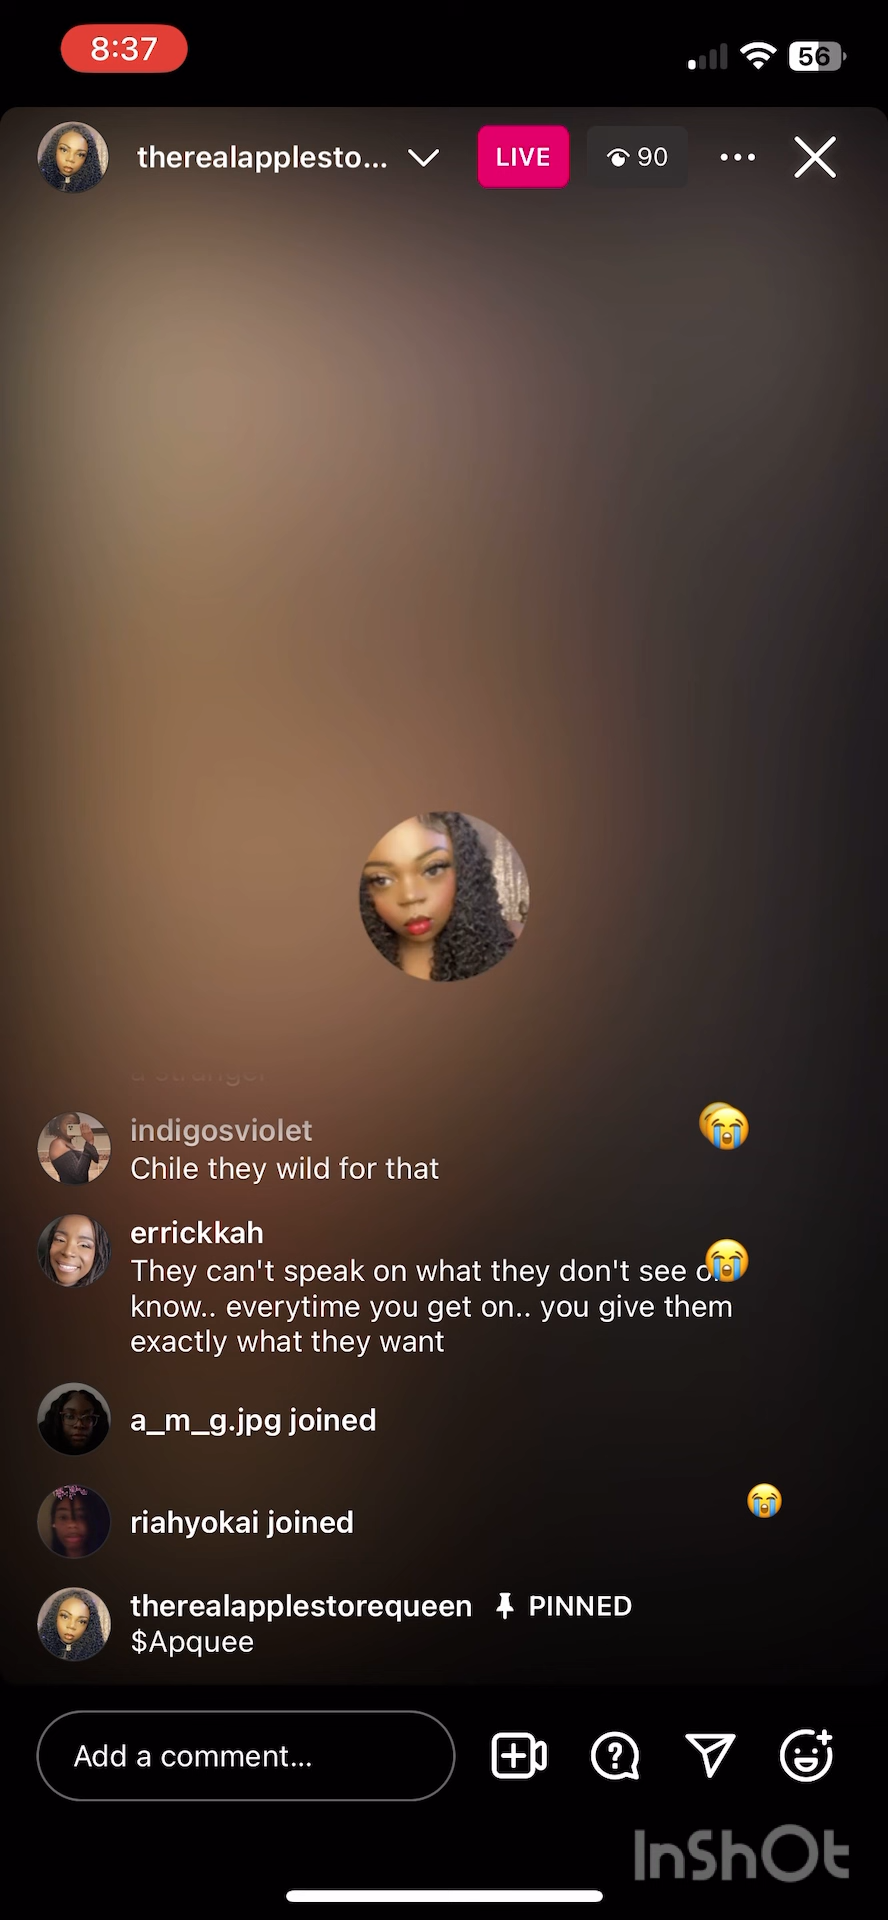 8:37
56
therealapplesto...
LIVE
90
a stranger
indigosviolet
Chile they wild for that
errickkah
They can't speak on what they don't see
know.. everytime you get on.. you give them
exactly what they want
a_m_g.jpg joined
riahyokai joined
therealapplestorequeen PINNED
$Apquee
Add a comment...
InShOt